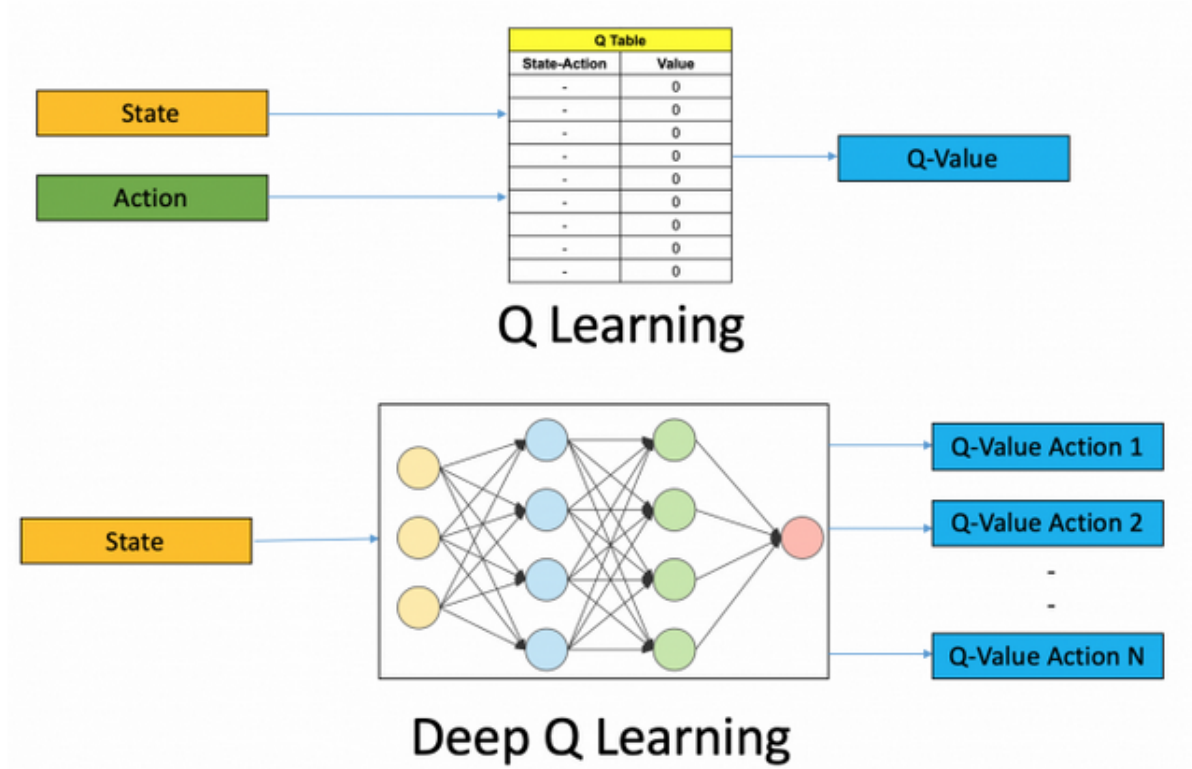 Q Table
State-Action Value
- 0
- 0
- 0
- 0
- 0
- 0
- 0
- 0
- 0
State
Action
Q-Value
Q Learning
State
Q-Value Action 1
Q-Value Action 2
-
-
Q-Value Action N
Deep Q Learning